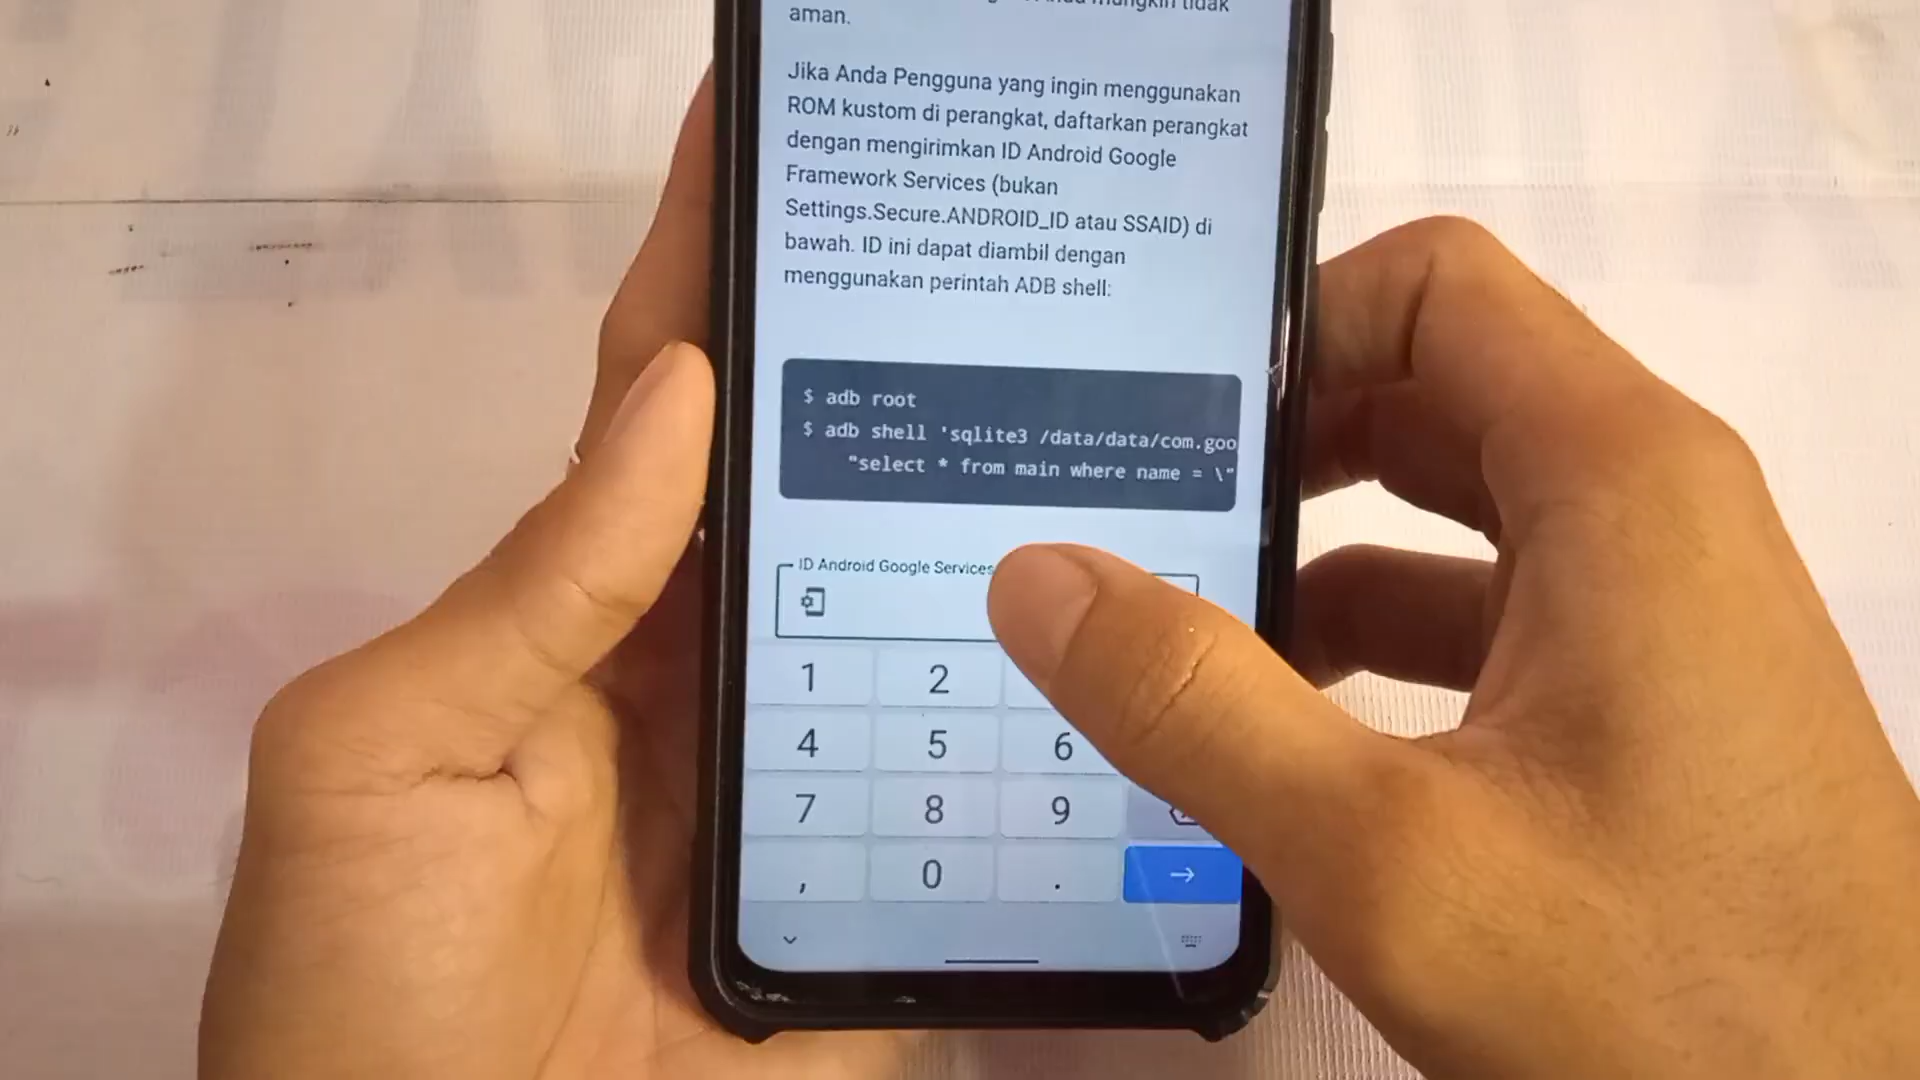 mungkin tidak
aman.
Jika Anda Pengguna yang ingin menggunakan
ROM kustom di perangkat, daftarkan perangkat
dengan mengirimkan ID Android Google
Framework Services (bukan
Settings.Secure.ANDROID_ID atau SSAID) di
bawah. ID ini dapat diambil dengan
menggunakan perintah ADB shell:
$ adb root
$ adb shell 'sqlite3 /data/data/com.goo
"select * from main where name = \"
ID Android Google Services
1 2
4 5 6
7 8 9
, 0 . →